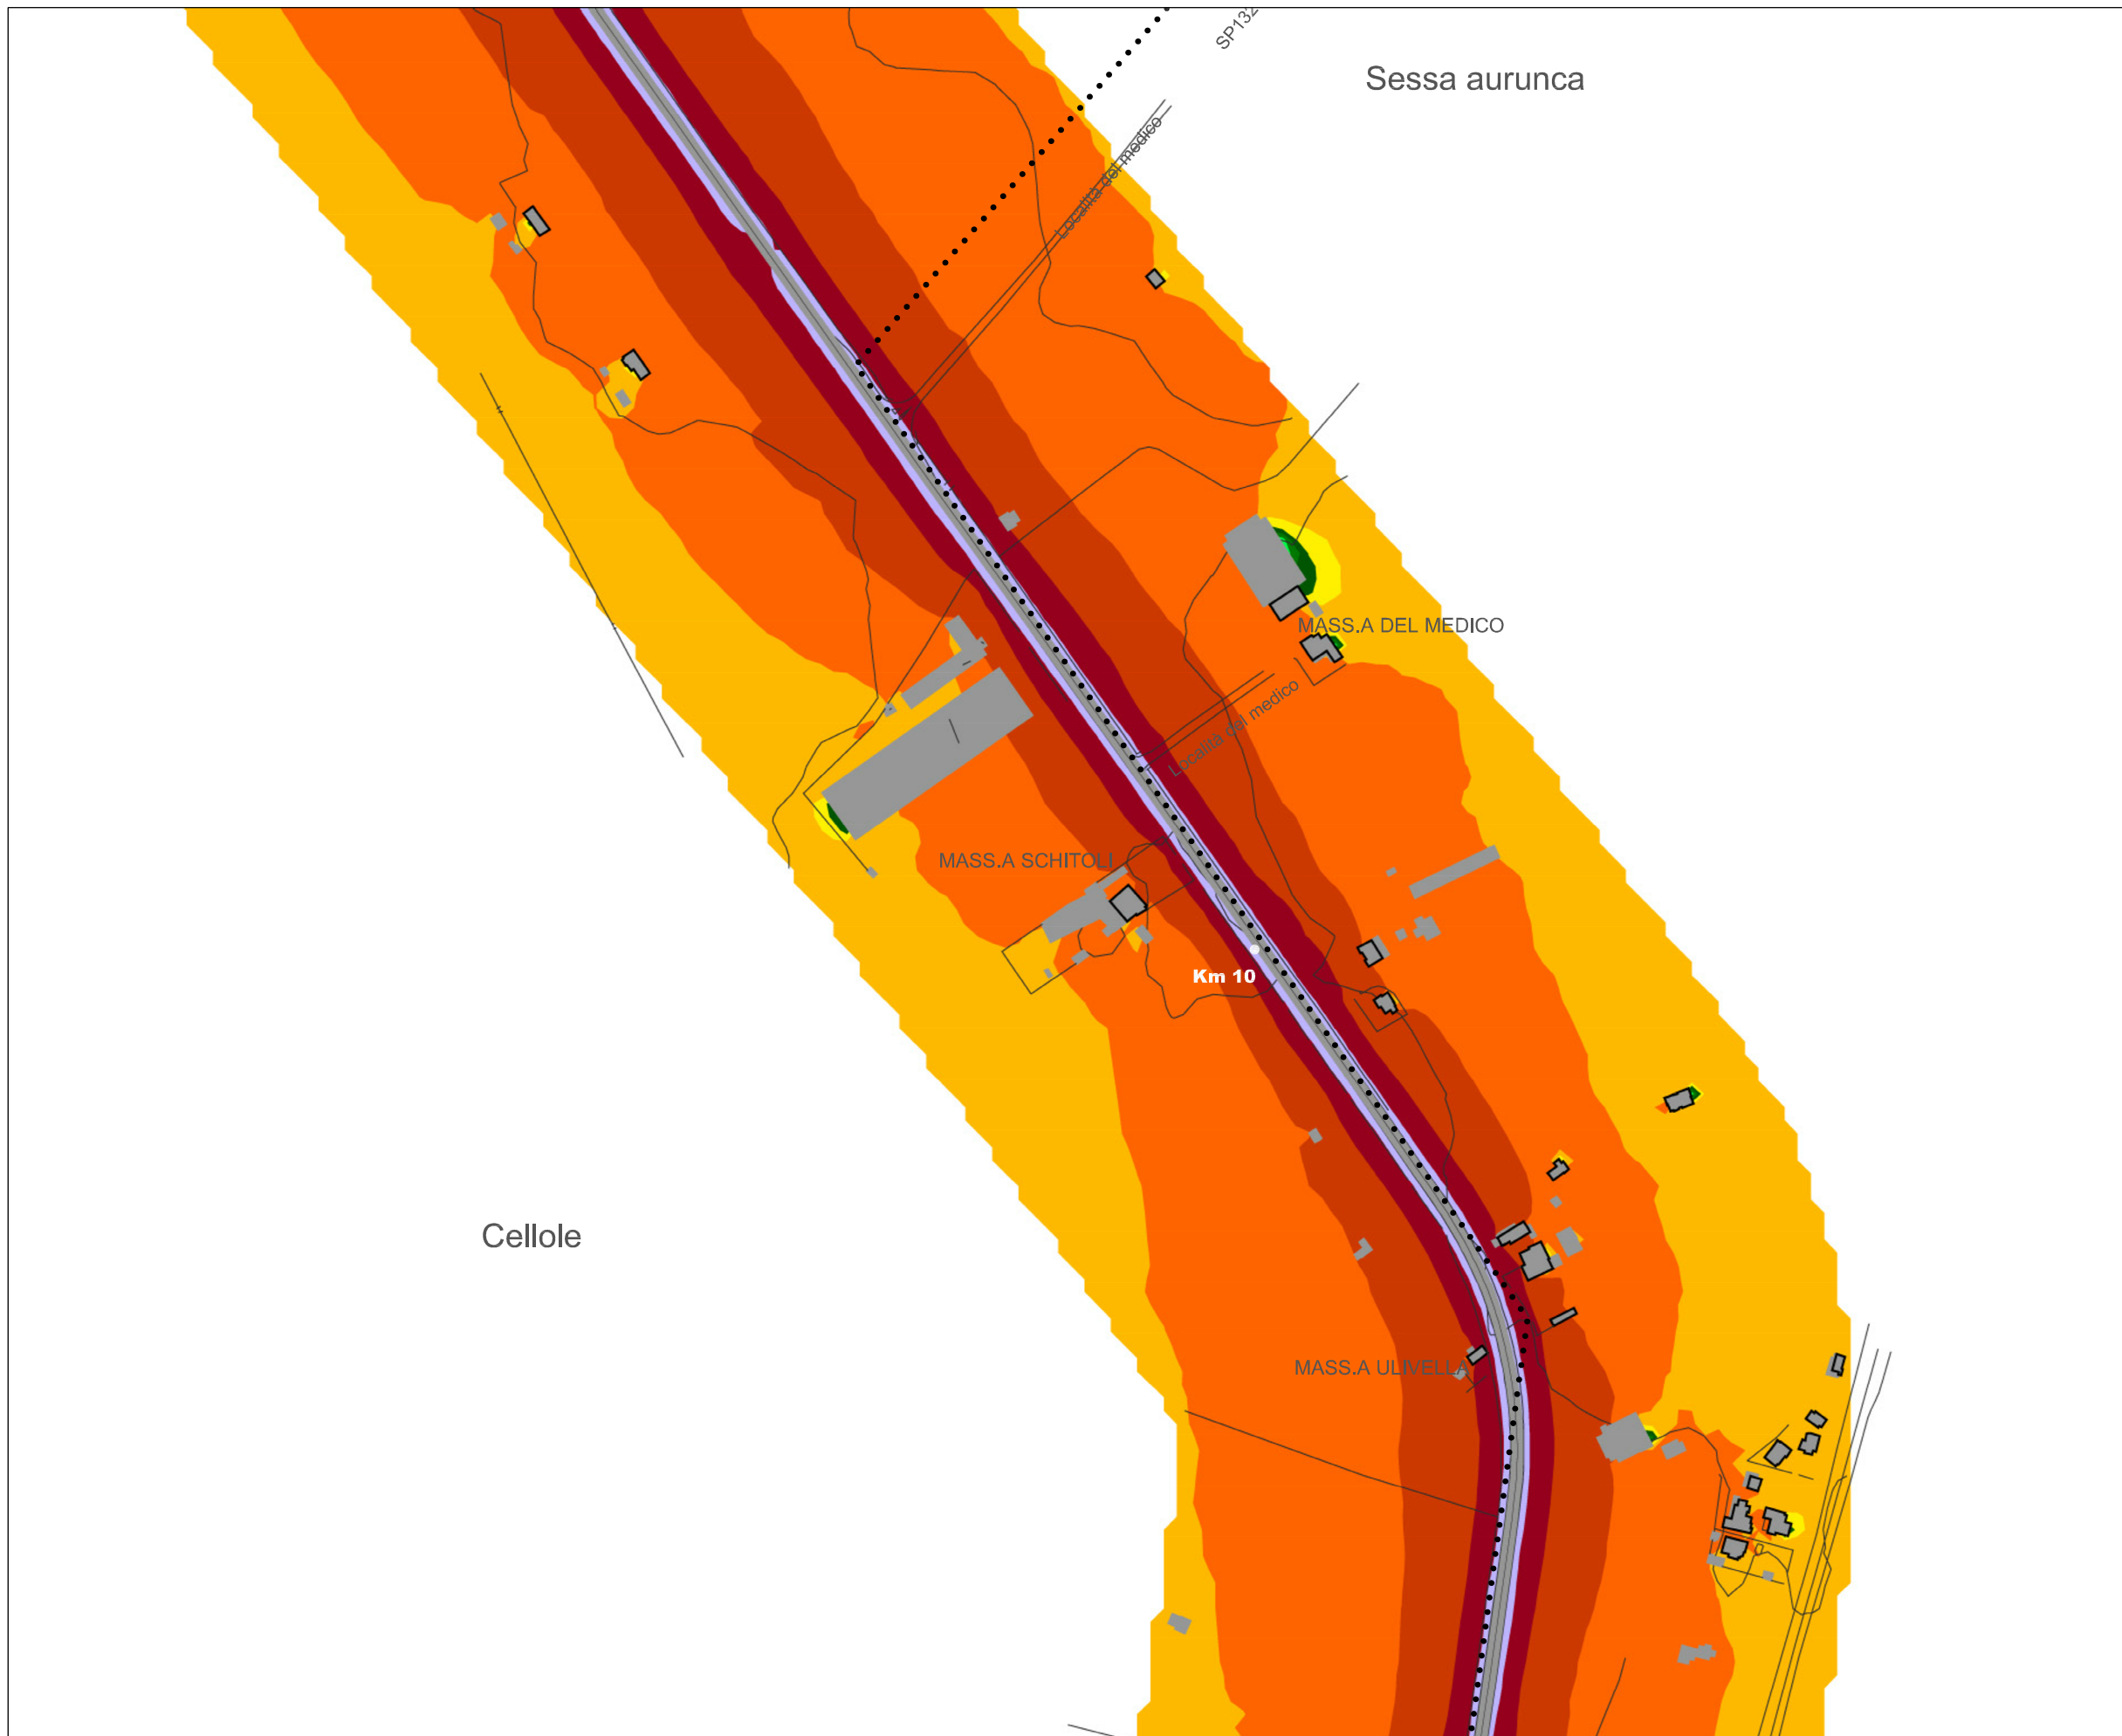 SP132
Sessa aurunca
Località del medico
MASS.A DEL MEDICO
Località del medico
MASS.A SCHITOLI
Km 10
Cellole
MASS.A ULIVELLA